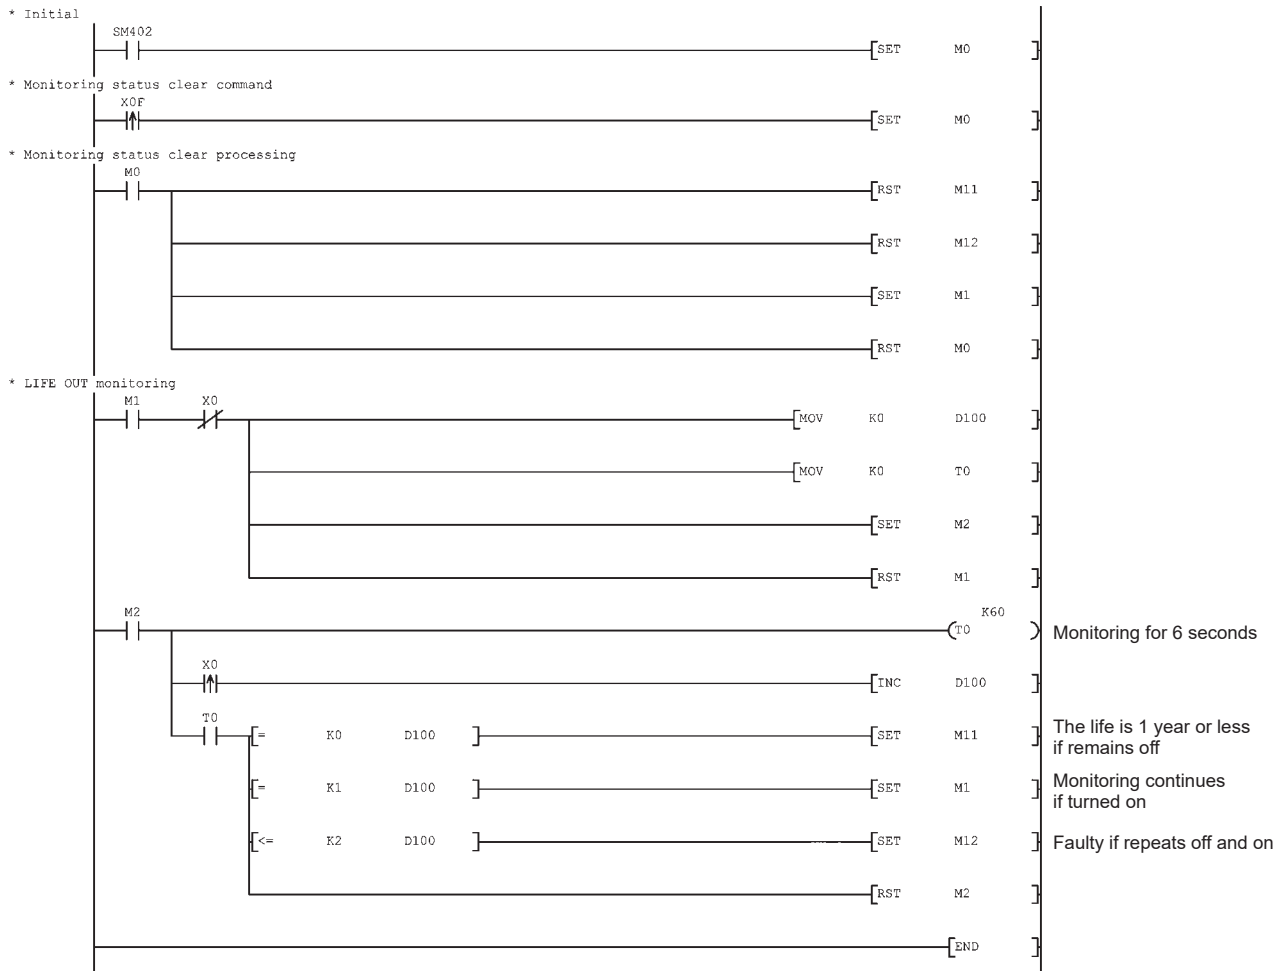 * Initial
SM402
SET M0
* Monitoring status clear command
X0F
SET M0
* Monitoring status clear processing
M0
RST M11
RST M12
SET M1
RST M0
* LIFE OUT monitoring
M1 X0
MOV K0 D100
MOV K0 T0
SET M2
RST M1
M2 K60
T0 Monitoring for 6 seconds
X0
INC D100
T0
= K0 D100 SET M11
The life is 1 year or less
if remains off
= K1 D100 SET M1
Monitoring continues
if turned on
<= K2 D100 SET M12 Faulty if repeats off and on
RST M2
END